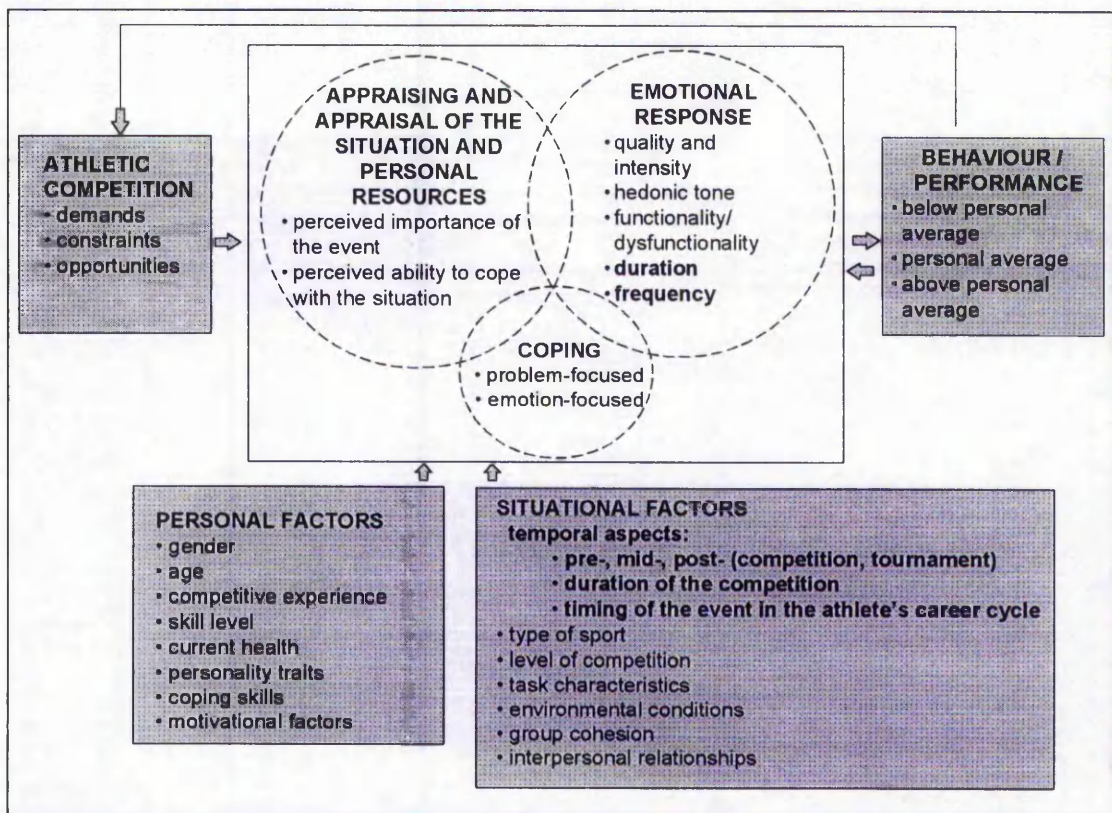 ATHLETIC
COMPETITION
• demands
• constraints
• opportunities
APPRAISING AND
APPRAISAL OF THE
SITUATION AND
PERSONAL
RESOURCES
• perceived importance of
the event
• perceived ability to cope
with the situation
EMOTIONAL
RESPONSE
• quality and
intensity
• hedonic tone
• functionality/
dysfunctionality
• duration
frequency
COPING
• problem-focused
• emotion-focused
BEHAVIOUR /
PERFORMANCE
• below personal
average
• personal average
• above personal
average
PERSONAL FACTORS
• gender
• age
• competitive experience
• skill level
• current health
• personality traits
• coping skills
• motivational factors
SITUATIONAL FACTORS
temporal aspects:
• pre-, mid-, post- (competition, tournament)
• duration of the competition
• timing of the event in the athlete's career cycle
• type of sport
• level of competition
• task characteristics
• environmental conditions
• group cohesion
• interpersonal relationships